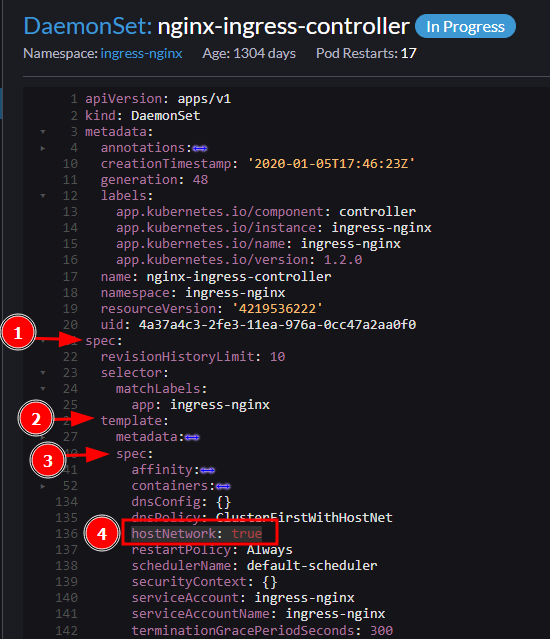 DaemonSet: nginx-ingress-controller In Progress
Namespace: ingress-nginx Age: 1304 days Pod Restarts: 17
1 apiVersion: apps/v1
2 kind: DaemonSet
3 metadata:
4 annotations:
10 creationTimestamp: '2020-01-05T17:46:23Z'
11 generation: 48
12 labels:
13 app.kubernetes.io/component: controller
14 app.kubernetes.io/instance: ingress-nginx
15 app.kubernetes.io/name: ingress-nginx
16 app.kubernetes.io/version: 1.2.0
17 name: nginx-ingress-controller
18 namespace: ingress-nginx
19 resourceVersion: '4219536222'
20 uid: 4a37a4c3-2fe3-11ea-976a-0cc47a2aa0f0
1 21 spec:
22 revisionHistoryLimit: 10
23 selector:
24 matchLabels:
25 app: ingress-nginx
2 template:
27 metadata:
3 spec:
41 affinity:
52 containers:
134 dnsConfig: {}
135 dnsPolicy: ClusterFirstWithHostNet
4 136 hostNetwork: true
137 restartPolicy: Always
138 schedulerName: default-scheduler
139 securityContext: {}
140 serviceAccount: ingress-nginx
141 serviceAccountName: ingress-nginx
142 terminationGracePeriodSeconds: 300